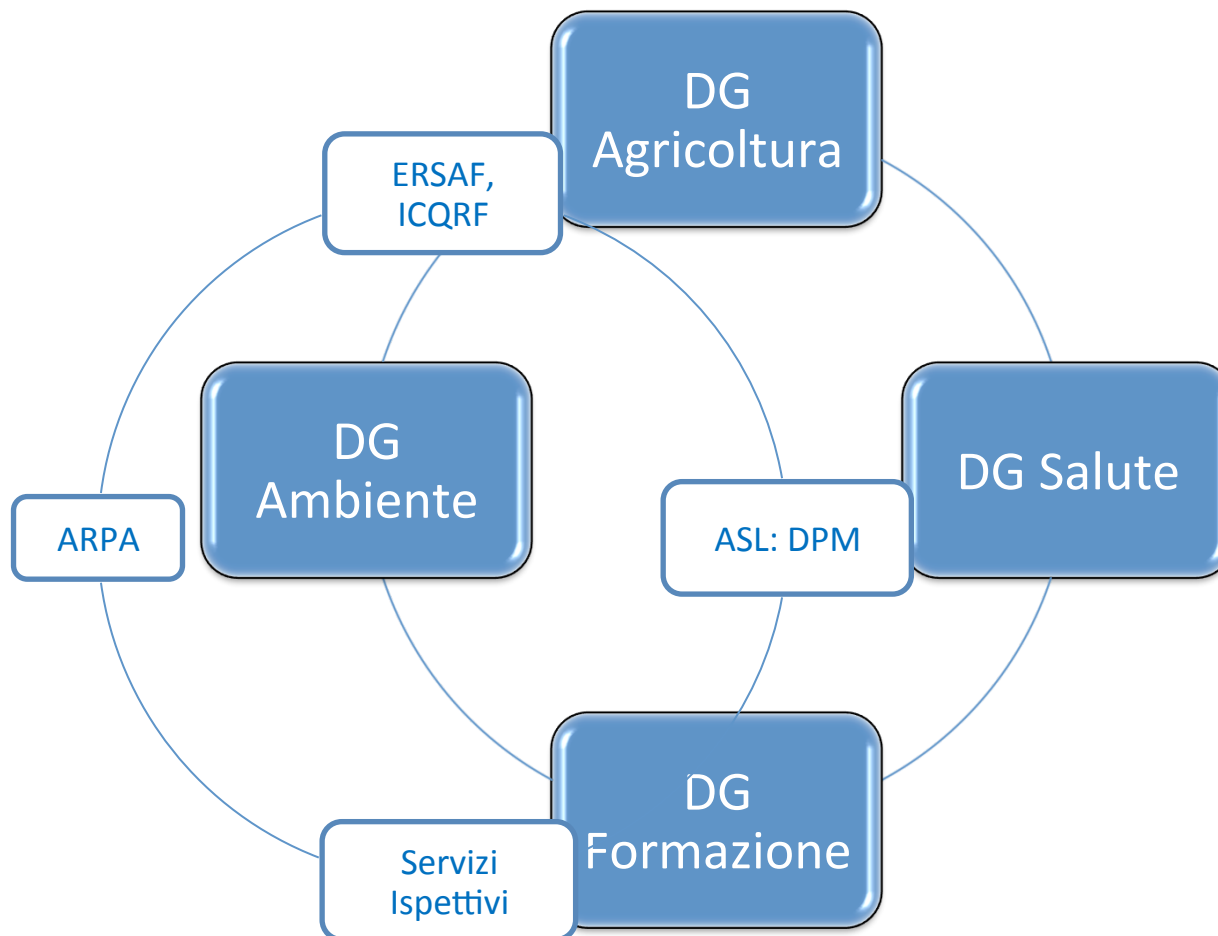 DG
Agricoltura
ERSAF,
ICQRF
DG
Ambiente
DG Salute
ARPA
ASL: DPM
DG
Formazione
Servizi
Ispettivi